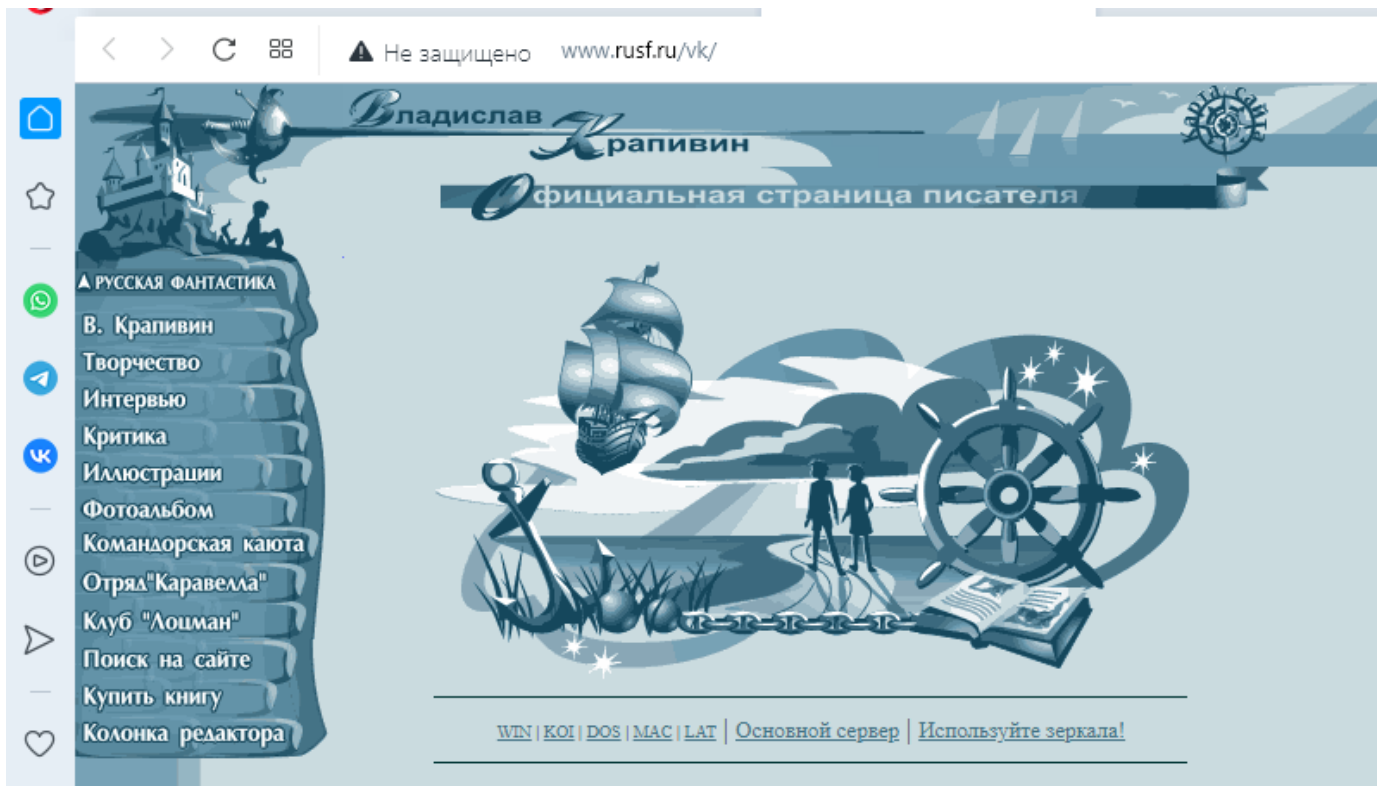 Не защищено www.rusf.ru/vk/
Владислав
Крапивин
Карта сайта
Официальная страница писателя
РУССКАЯ ФАНТАСТИКА
В. Крапивин
Творчество
Интервью
Критика
Иллюстрации
Фотоальбом
Командорская каюта
Отряд"Каравелла"
Клуб "Лоцман"
Поиск на сайте
Купить книгу
Колонка редактора
WIN | KOI | DOS | MAC | LAT | Основной сервер | Используйте зеркала!